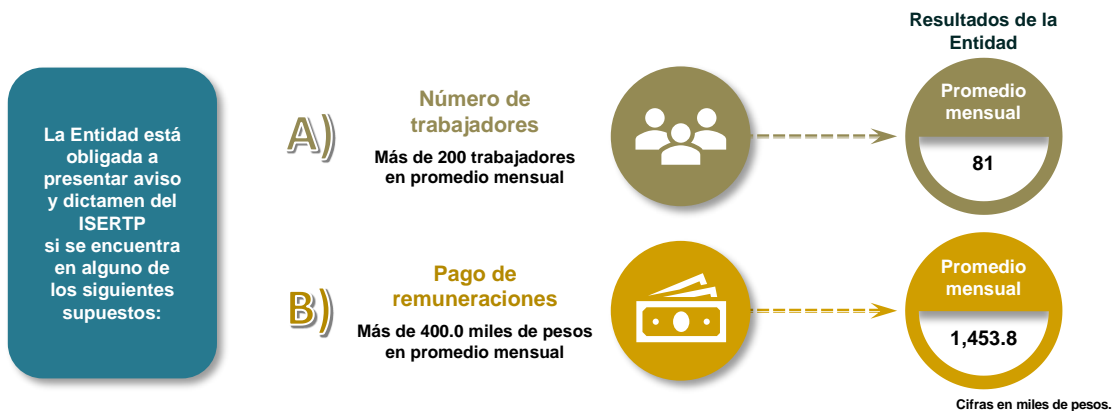 La Entidad está
obligada a
presentar aviso
y dictamen del
ISERTP
si se encuentra
en alguno de
los siguientes
supuestos:
A)
Número de
trabajadores
Más de 200 trabajadores
en promedio mensual
Resultados de la
Entidad
Promedio
mensual
81
B)
Pago de
remuneraciones
Más de 400.0 miles de pesos
en promedio mensual
Promedio
mensual
1,453.8
Cifras en miles de pesos.